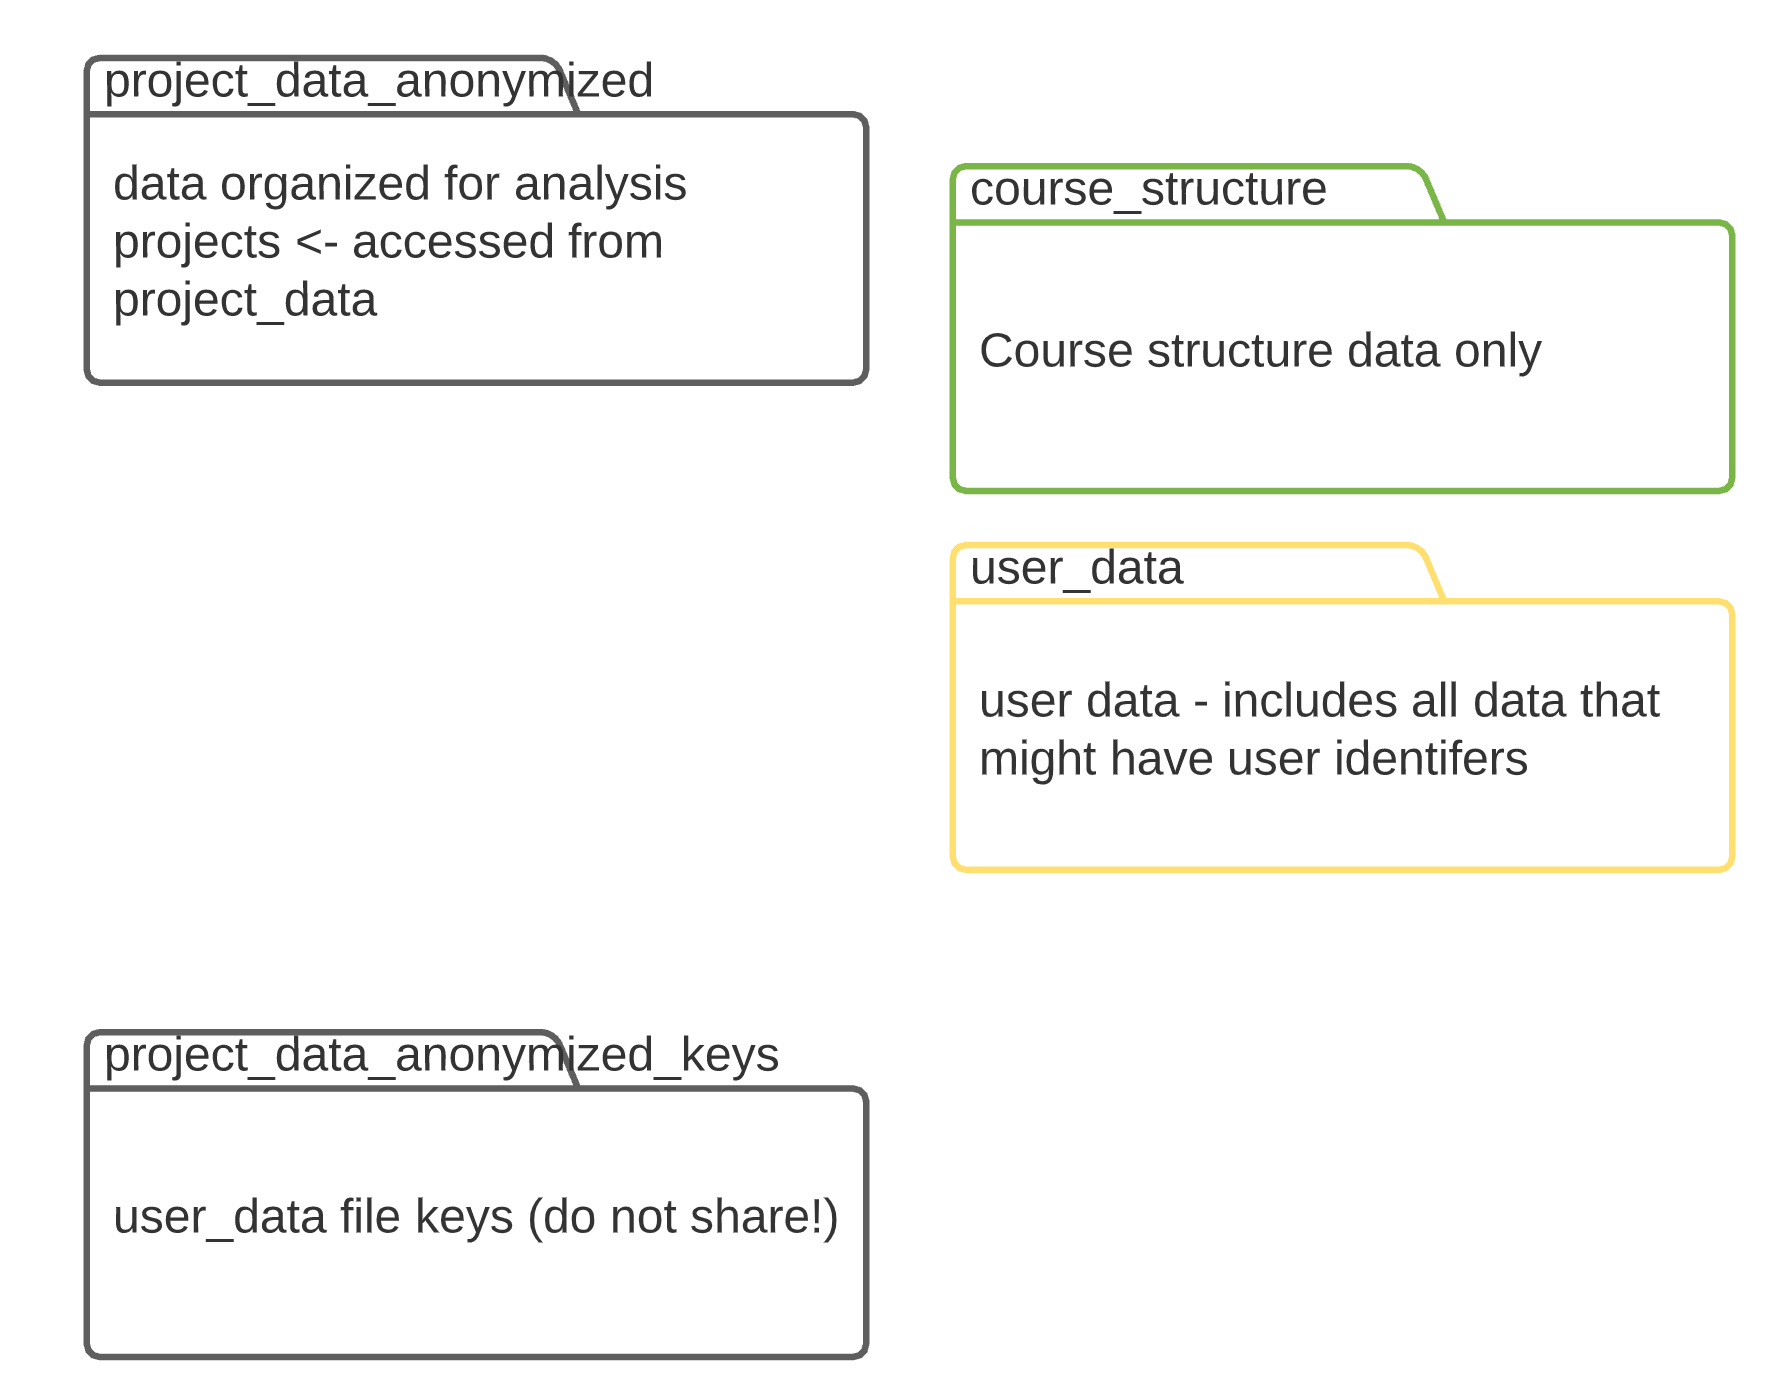 project_data_anonymized
data organized for analysis
projects <- accessed from
project_data
course_structure
Course structure data only
user_data
user data - includes all data that
might have user identifers
project_data_anonymized_keys
user_data file keys (do not share!)